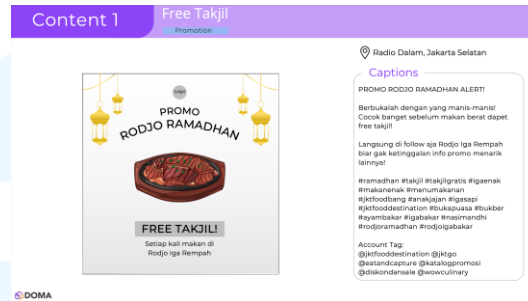 Content 1
Free Takjil
Promotion
Radio Dalam, Jakarta Selatan
Captions
PROMO RODJO RAMADHAN ALERT!
Berbukalah dengan yang manis-manis!
Cocok banget sebelum makan berat dapet
free takjil!
Langsung di follow aja Rodjo Iga Rempah
biar gak ketinggalan info promo menarik
lainnya!
#ramadhan #takjil #takjilgratis #igaenak
#makanenak #menumakanan
#jktfoodbang #anakjajan #igasapi
#jktfooddestination #bukapuasa #bukber
#ayambakar #igabakar #nasimandhi
#rodjoramadhan #rodjoigabakar
Account Tag:
@jktfooddestination @jktgo
@eatandcapture @katalogpromosi
@diskondansale @wowculinary
Logo
PROMO
RODJO RAMADHAN
FREE TAKJIL!
Setiap kali makan di
Rodjo Iga Rempah
DOMA